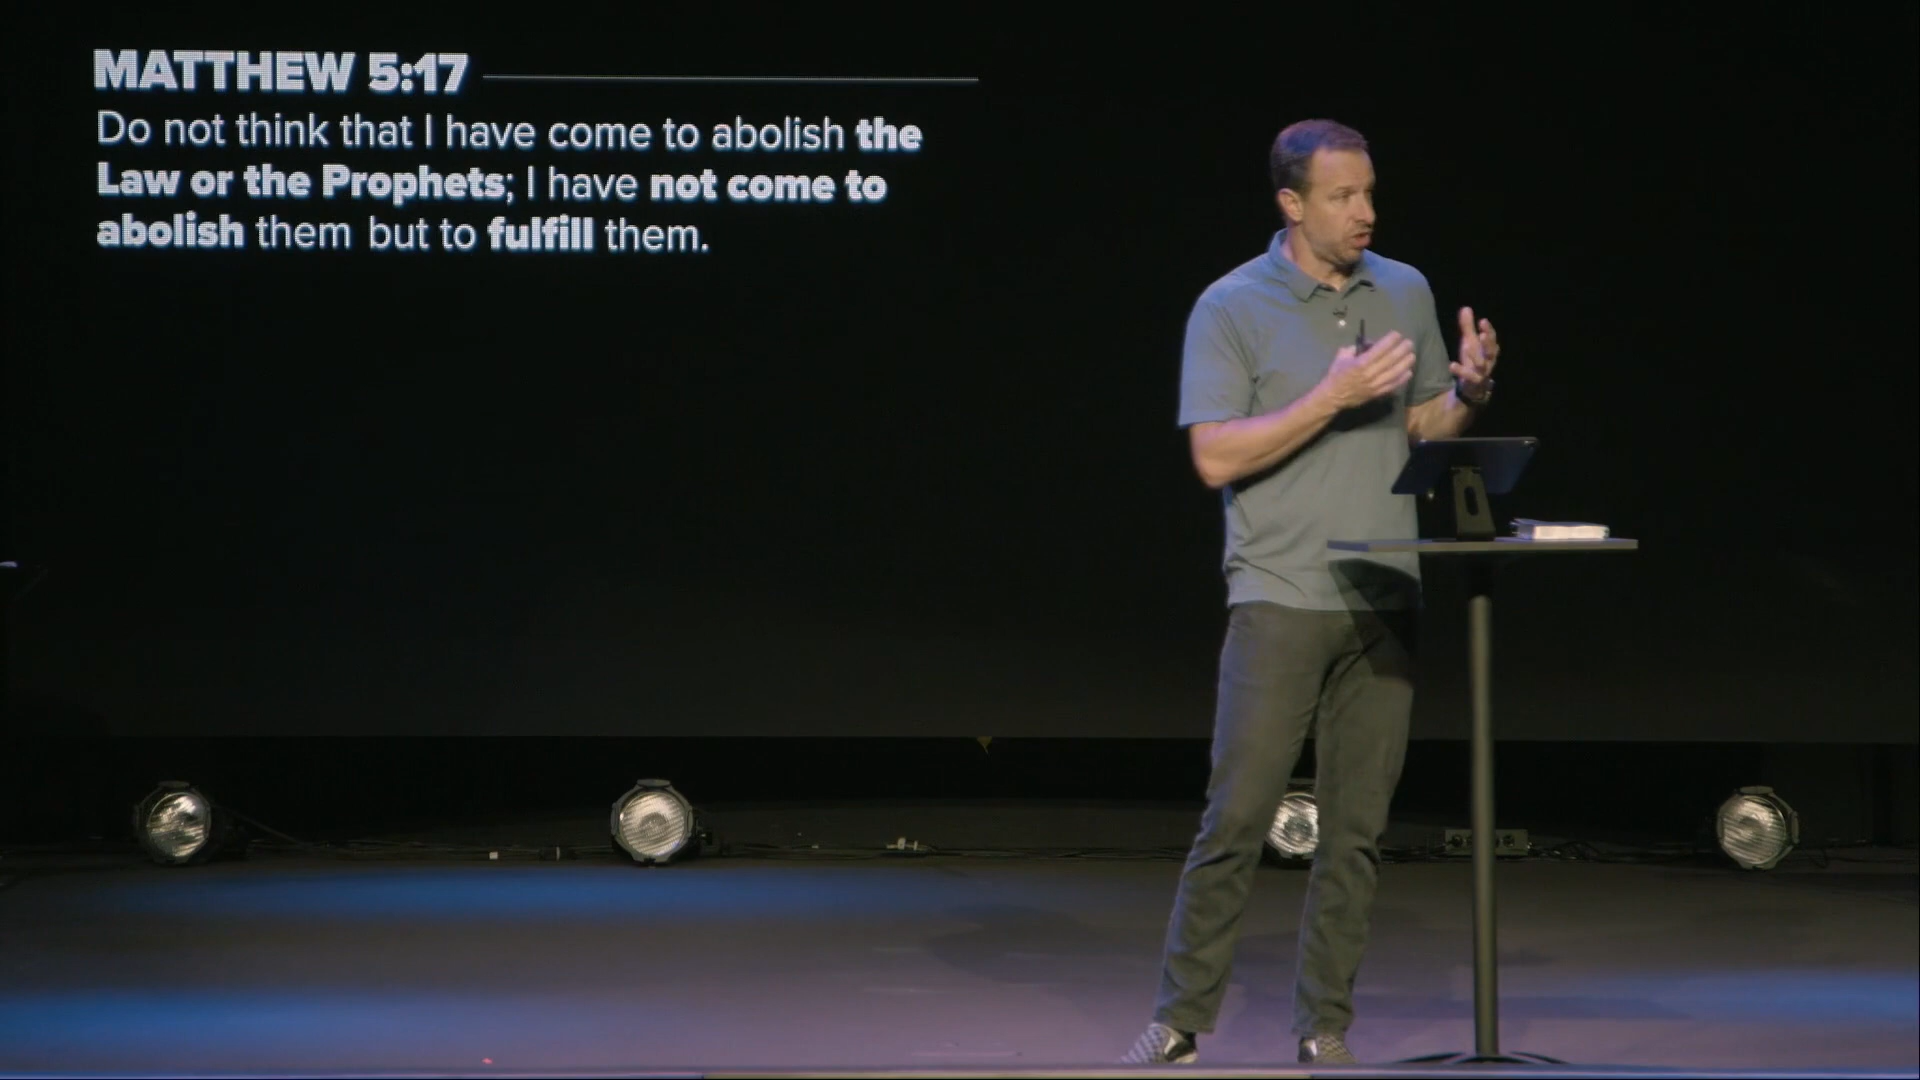 MATTHEW 5:17
Do not think that I have come to abolish the
Law or the Prophets; I have not come to
abolish them but to fulfill them.